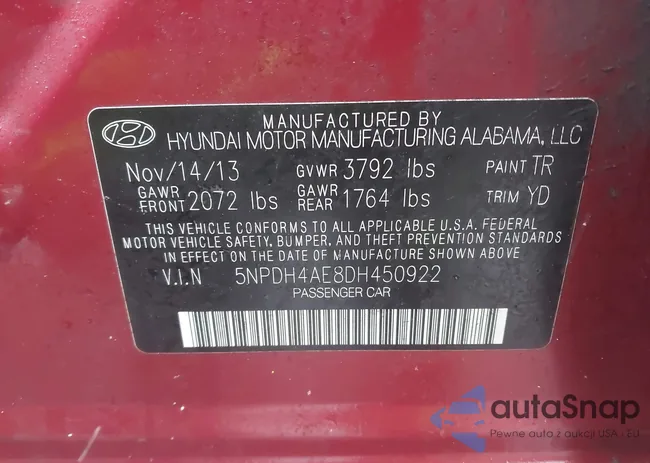 MANUFACTURED BY
HYUNDAI MOTOR MANUFACTURING ALABAMA, LLC
Nov/14/13 GVWR 3792 lbs PAINT TR
GAWR FRONT 2072 lbs GAWR REAR 1764 lbs TRIM YD
THIS VEHICLE CONFORMS TO ALL APPLICABLE U.S.A. FEDERAL
MOTOR VEHICLE SAFETY, BUMPER, AND THEFT PREVENTION STANDARDS
IN EFFECT ON THE DATE OF MANUFACTURE SHOWN ABOVE
V.I.N 5NPDH4AE8DH450922
PASSENGER CAR
autaSnap
Pewne auto z aukcji USA - EU